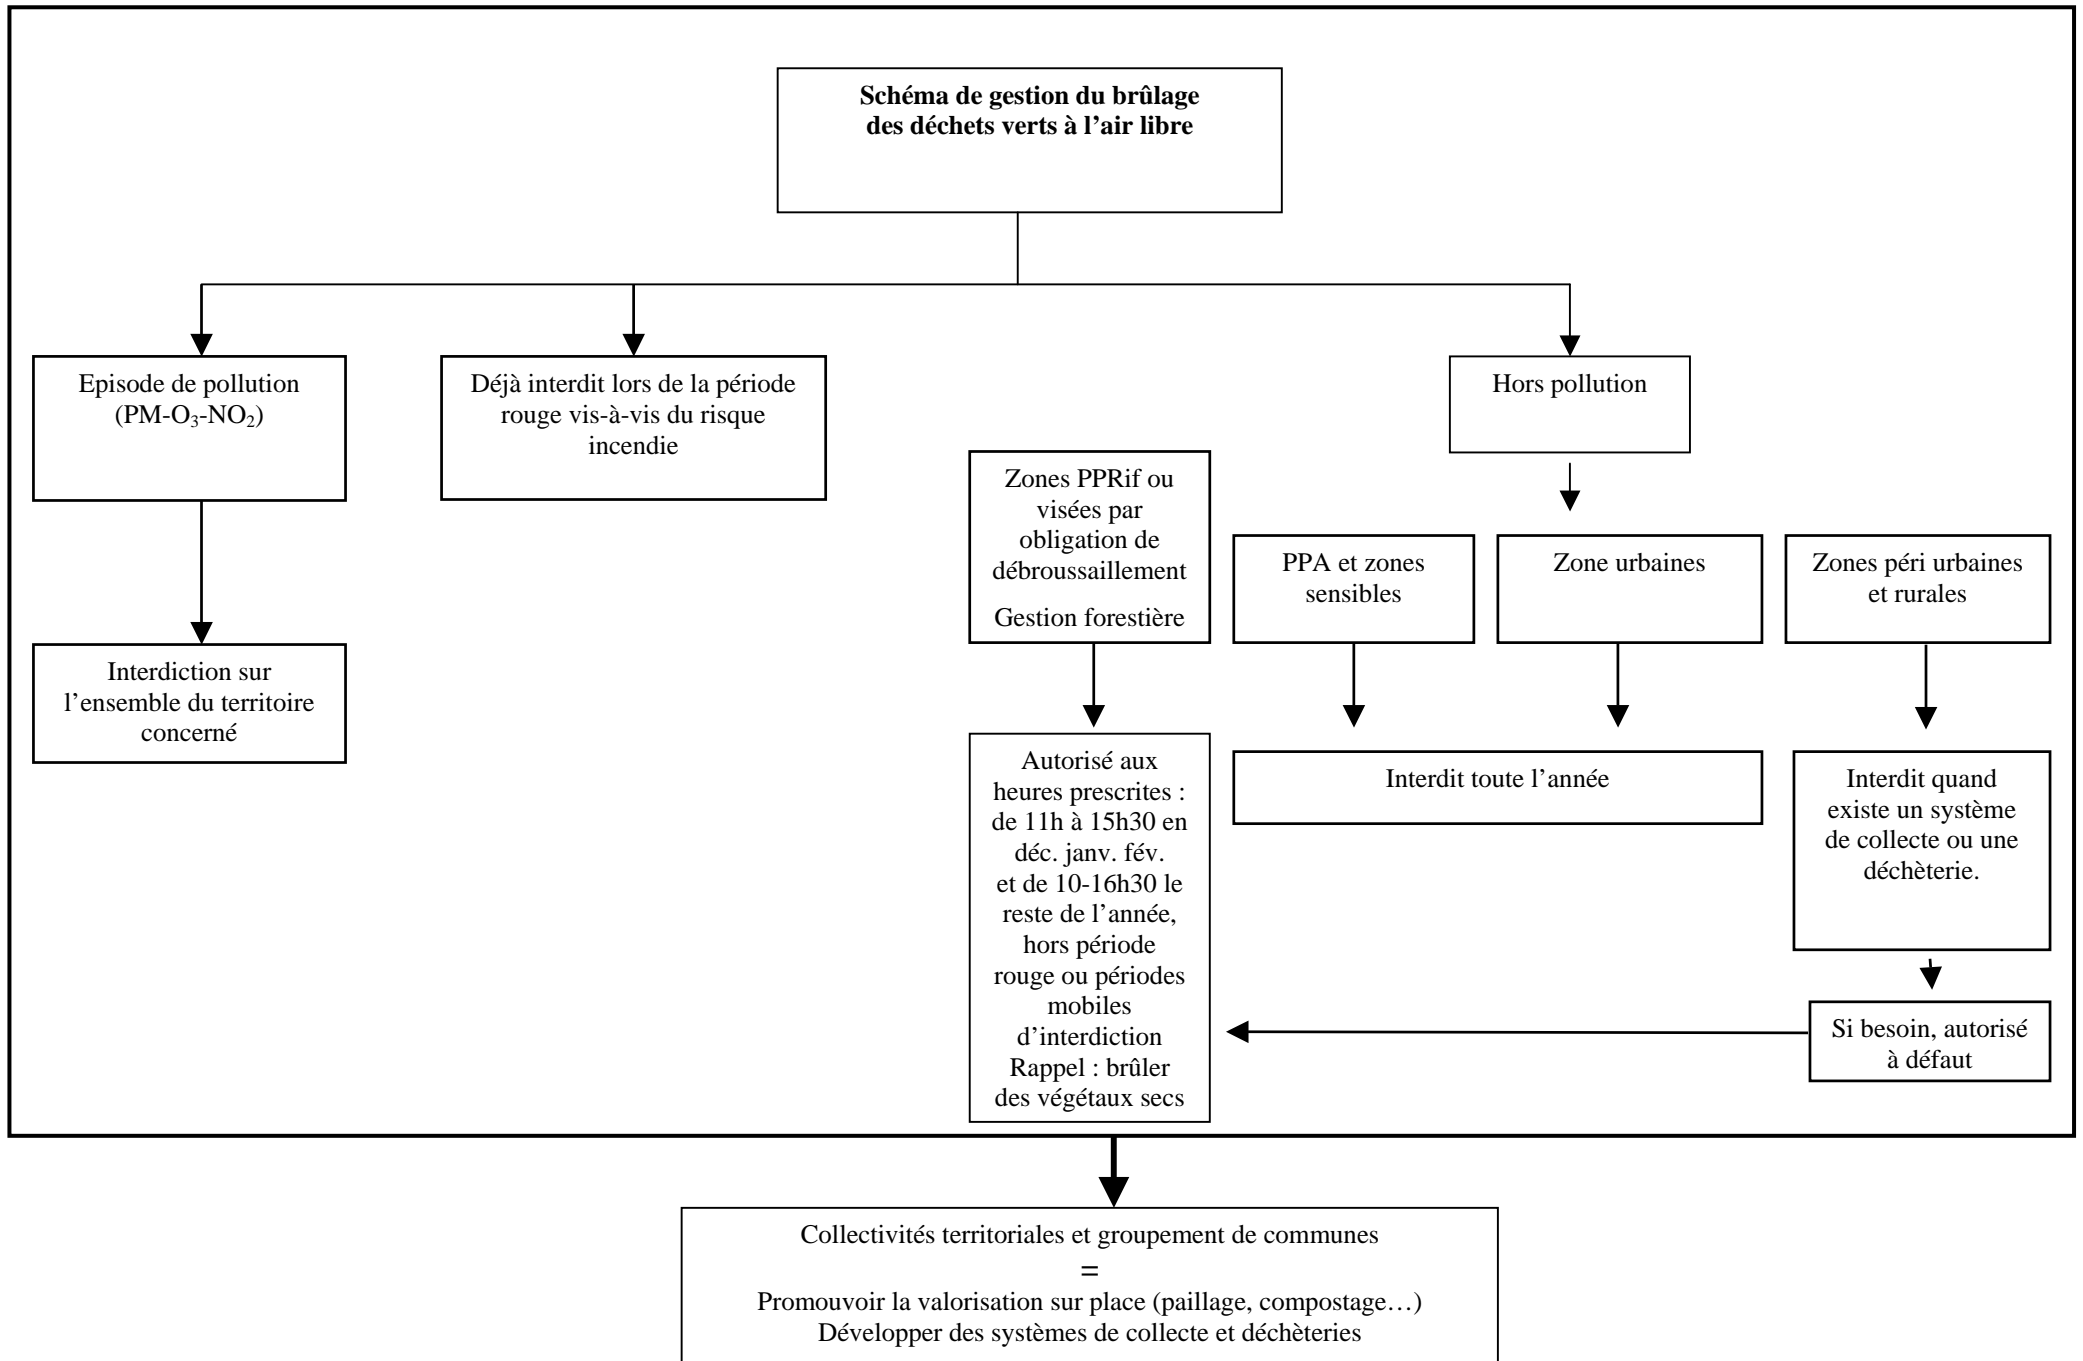 Schéma de gestion du brûlage
des déchets verts à l’air libre
Episode de pollution
(PM-O₃-NO₂)
Déjà interdit lors de la période
rouge vis-à-vis du risque
incendie
Hors pollution
Zones PPRif ou
visées par
obligation de
débroussaillement
Gestion forestière
PPA et zones
sensibles
Zone urbaines
Zones péri urbaines
et rurales
Interdiction sur
l’ensemble du territoire
concerné
Autorisé aux
heures prescrites :
de 11h à 15h30 en
déc. janv. fév.
et de 10-16h30 le
reste de l’année,
hors période
rouge ou périodes
mobiles
d’interdiction
Rappel : brûler
des végétaux secs
Interdit toute l’année
Interdit quand
existe un système
de collecte ou une
déchèterie.
Si besoin, autorisé
à défaut
Collectivités territoriales et groupement de communes
=
Promouvoir la valorisation sur place (paillage, compostage…)
Développer des systèmes de collecte et déchèteries